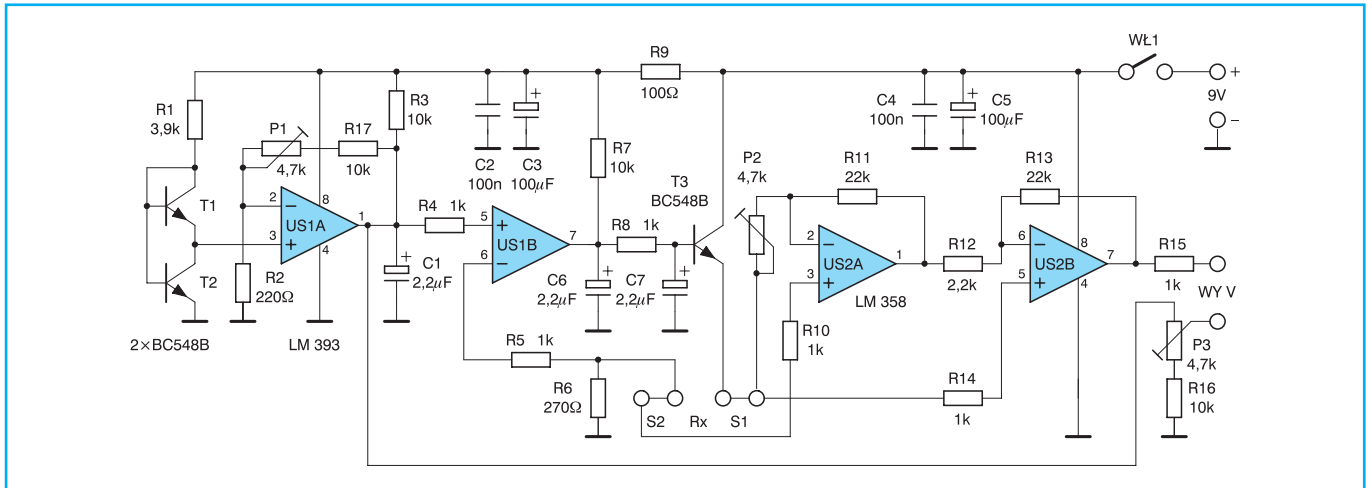 WŁ1
R9
100Ω
+
9V
−
R1
3,9k
P1
4,7k
R17
10k
R3
10k
C2
100n
+
C3
100µF
R7
10k
C4
100n
+
C5
100µF
T1
T2
2×BC548B
2
−
3
+
US1A
8
1
4
LM 393
R2
220Ω
R4
1k
C1
2,2µF
5
+
6
−
US1B
7
R8
1k
T3
BC548B
+
C6
2,2µF
+
C7
2,2µF
R5
1k
R6
270Ω
S2
Rx
S1
P2
4,7k
R11
22k
2
−
3
+
US2A
1
LM 358
R10
1k
R12
2,2k
R13
22k
6
−
5
+
US2B
8
7
4
R14
1k
R15
1k
WY V
P3
4,7k
R16
10k